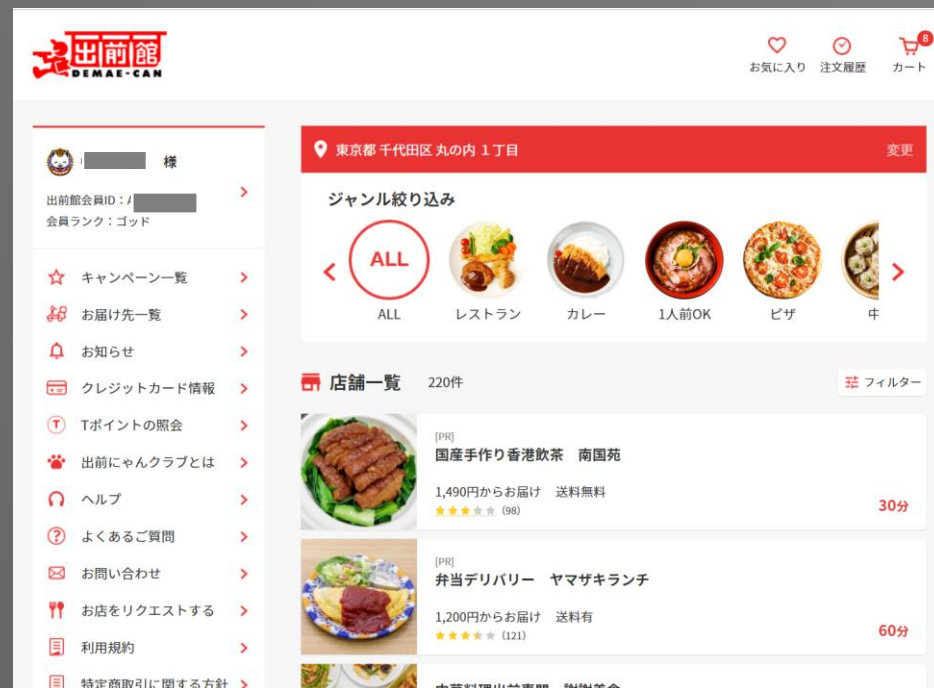 出前館
DEMAE-CAN
お気に入り
注文履歴
8
カート
様
出前館会員ID：
会員ランク：ゴッド
キャンペーン一覧
お届け先一覧
お知らせ
クレジットカード情報
T
Tポイントの照会
出前にゃんクラブとは
ヘルプ
?
よくあるご質問
お問い合わせ
お店をリクエストする
利用規約
特定商取引に関する方針
東京都 千代田区 丸の内 １丁目
変更
ジャンル絞り込み
ALL
ALL
レストラン
カレー
1人前OK
ピザ
中
店舗一覧 220件
フィルター
[PR]
国産手作り香港飲茶　南国苑
1,490円からお届け　送料無料
(98)
30分
[PR]
弁当デリバリー　ヤマザキランチ
1,200円からお届け　送料有
(121)
60分